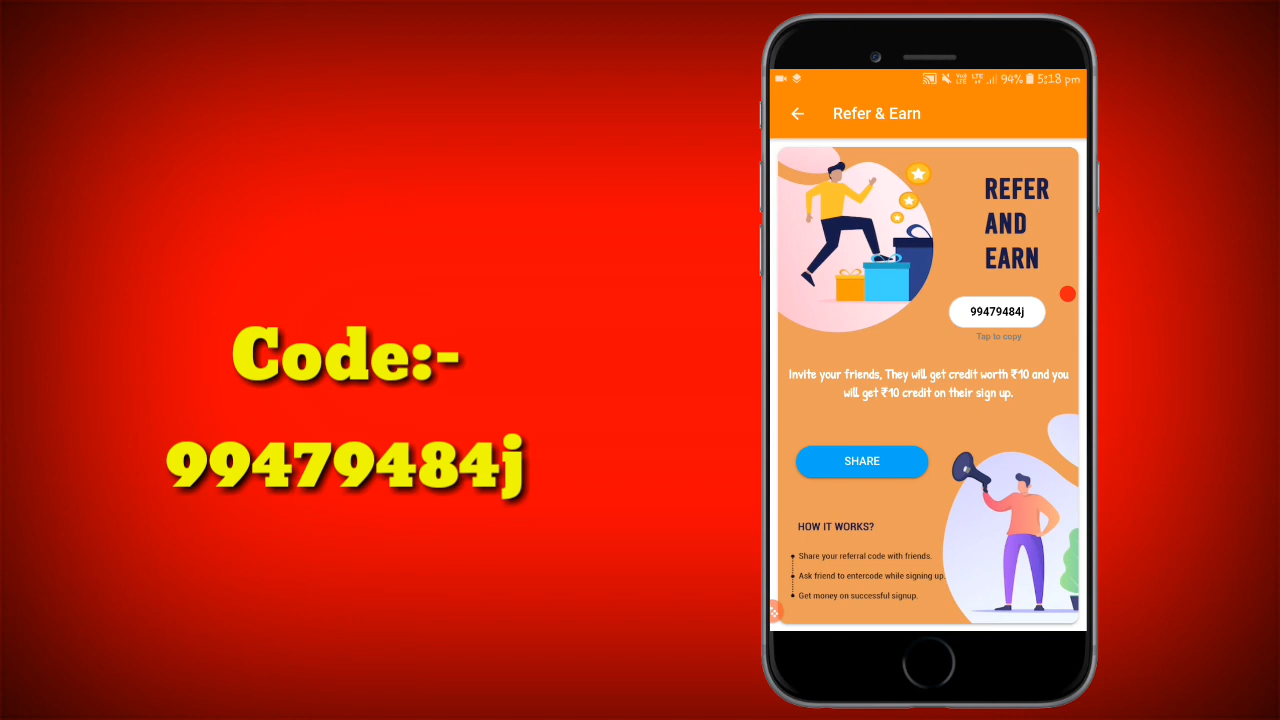 Code:-
99479484j
94% 5:18 pm
Refer & Earn
REFER
AND
EARN
99479484j
Tap to copy
Invite your friends, They will get credit worth ₹10 and you
will get ₹10 credit on their sign up.
SHARE
HOW IT WORKS?
Share your referral code with friends.
Ask friend to entercode while signing up.
Get money on successful signup.